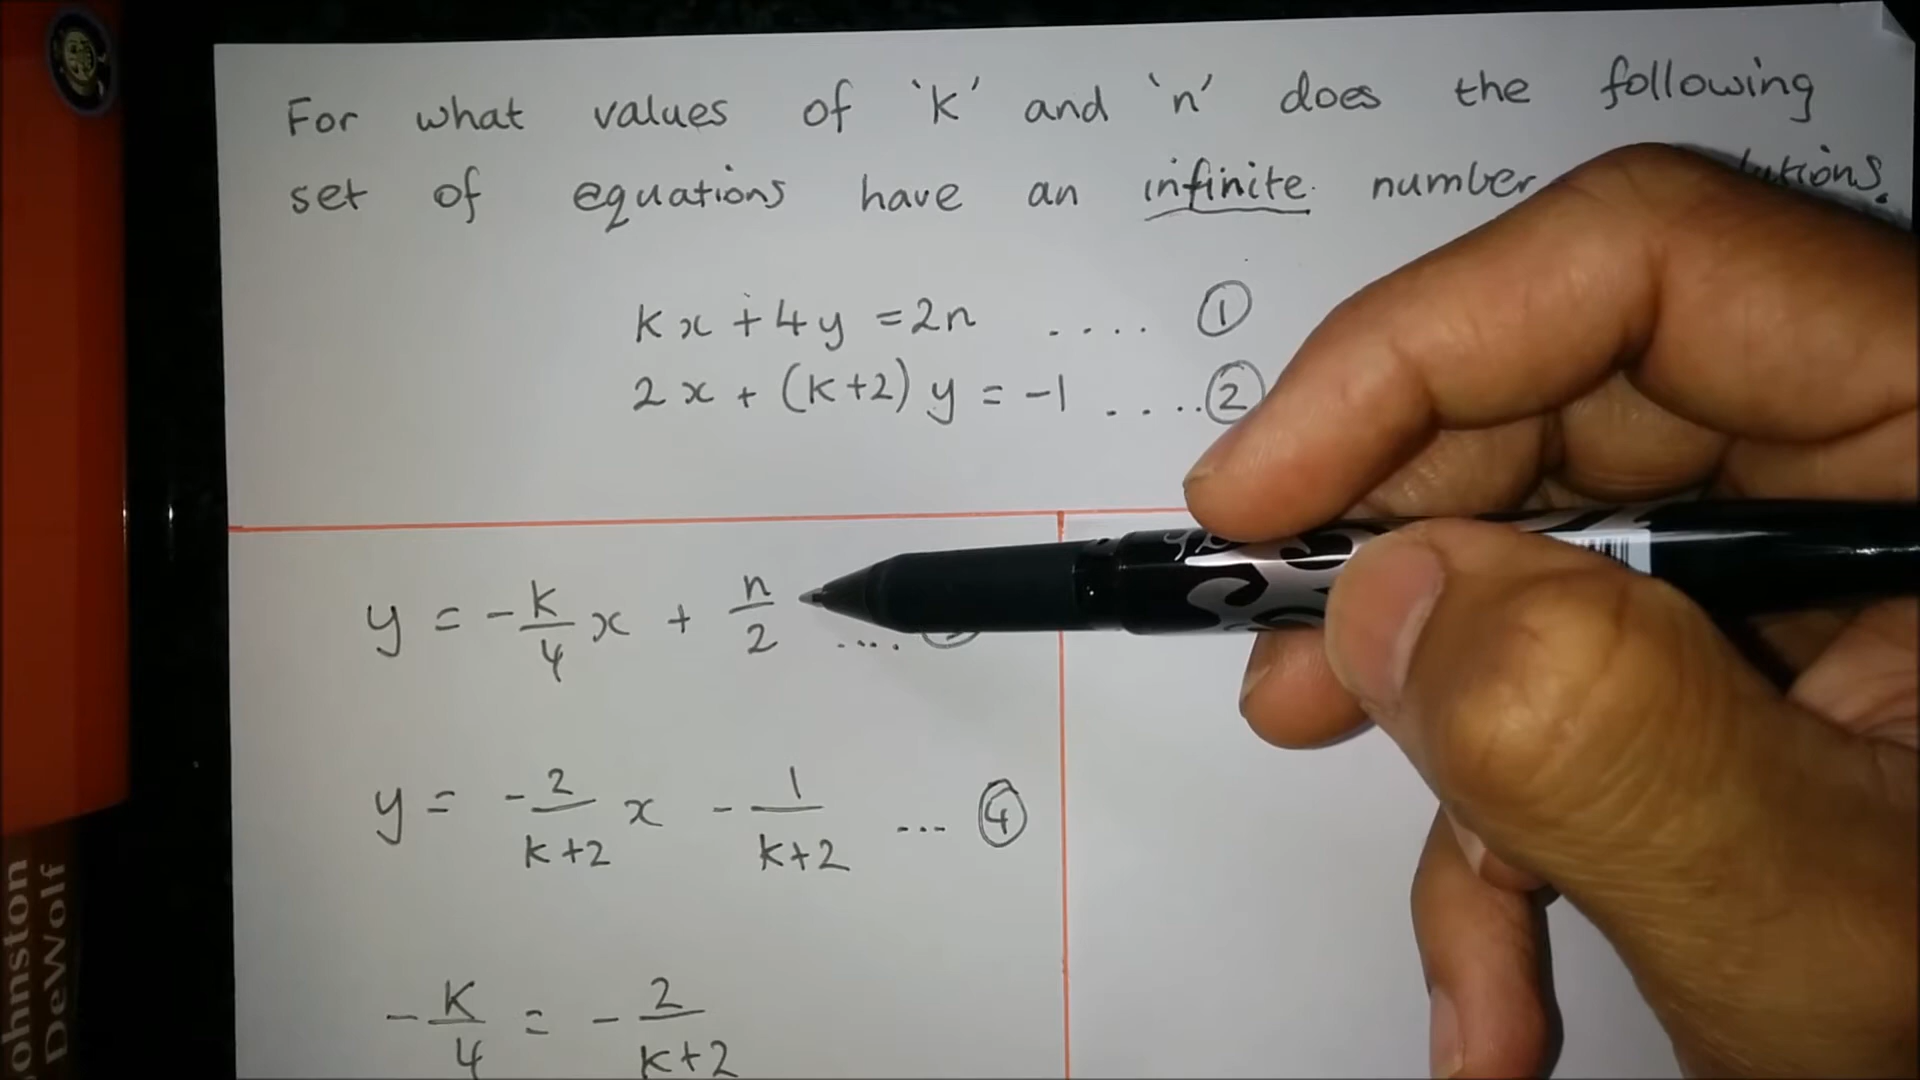 For what values of 'k' and 'n' does the following
set of equations have an infinite number
kx + 4y = 2n .... ①
2x + (k+2) y = -1 ....②
y = -k/4 x + n/2 ....
y = -2/k+2 x - 1/k+2 ... ④
-k/4 = -2/k+2
ohnston
DeWolf